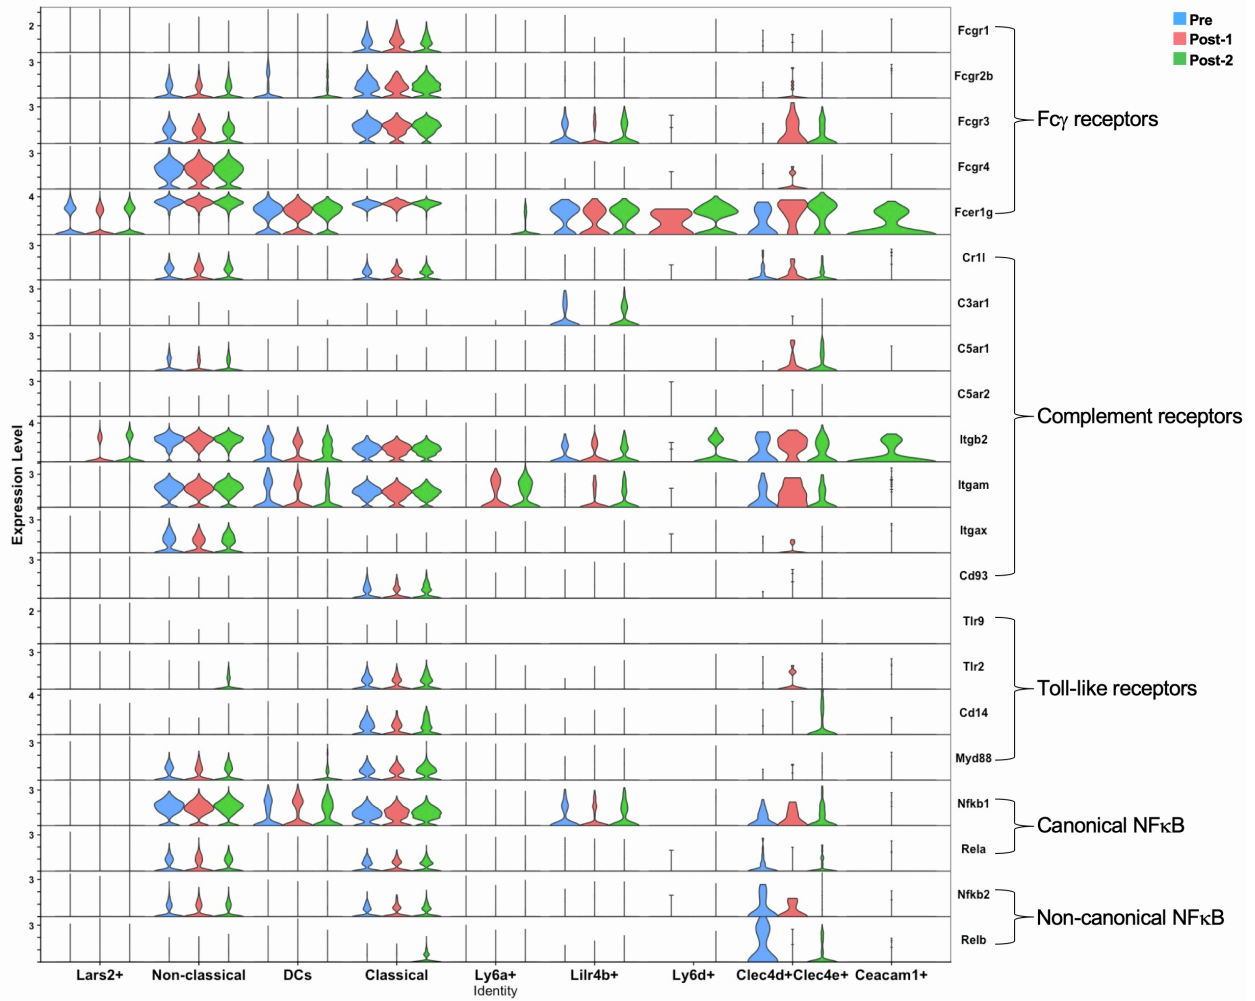 Pre
Post-1
Post-2
2
Fcgr1
3
Fcgr2b
3
Fcgr3
Fcγ receptors
3
Fcgr4
4
Fcer1g
3
Cr1l
3
C3ar1
3
C5ar1
3
C5ar2
Complement receptors
4
Itgb2
3
Itgam
3
Itgax
3
Cd93
2
Tlr9
3
Tlr2
Toll-like receptors
4
Cd14
3
Myd88
3
Nfkb1
Canonical NFκB
3
Rela
3
Nfkb2
Non-canonical NFκB
3
Relb
Expression Level
Lars2+ Non-classical DCs Classical Ly6a+ Lilr4b+ Ly6d+ Clec4d+Clec4e+ Ceacam1+
Identity